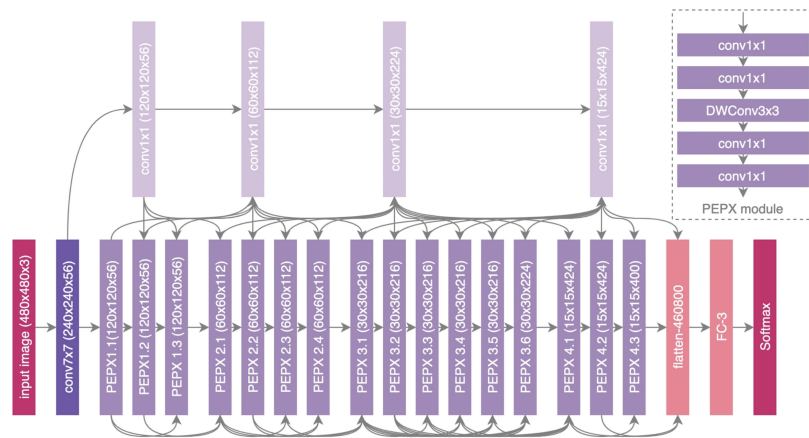 conv1x1 (120x120x56)
conv1x1 (60x60x112)
conv1x1 (30x30x224)
conv1x1 (15x15x424)
conv1x1
conv1x1
DWConv3x3
conv1x1
conv1x1
PEPX module
input image (480x480x3)
conv7x7 (240x240x56)
PEPX1.1(120x120x56)
PEPX1.2 (120x120x56)
PEPX 1.3 (120x120x56)
PEPX 2.1 (60x60x112)
PEPX 2.2 (60x60x112)
PEPX 2.3 (60x60x112)
PEPX 2.4 (60x60x112)
PEPX 3.1 (30x30x216)
PEPX 3.2 (30x30x216)
PEPX 3.3 (30x30x216)
PEPX 3.4 (30x30x216)
PEPX 3.5 (30x30x216)
PEPX 3.6 (30x30x224)
PEPX 4.1 (15x15x424)
PEPX 4.2 (15x15x424)
PEPX 4.3 (15x15x400)
flatten-460800
FC-3
Softmax